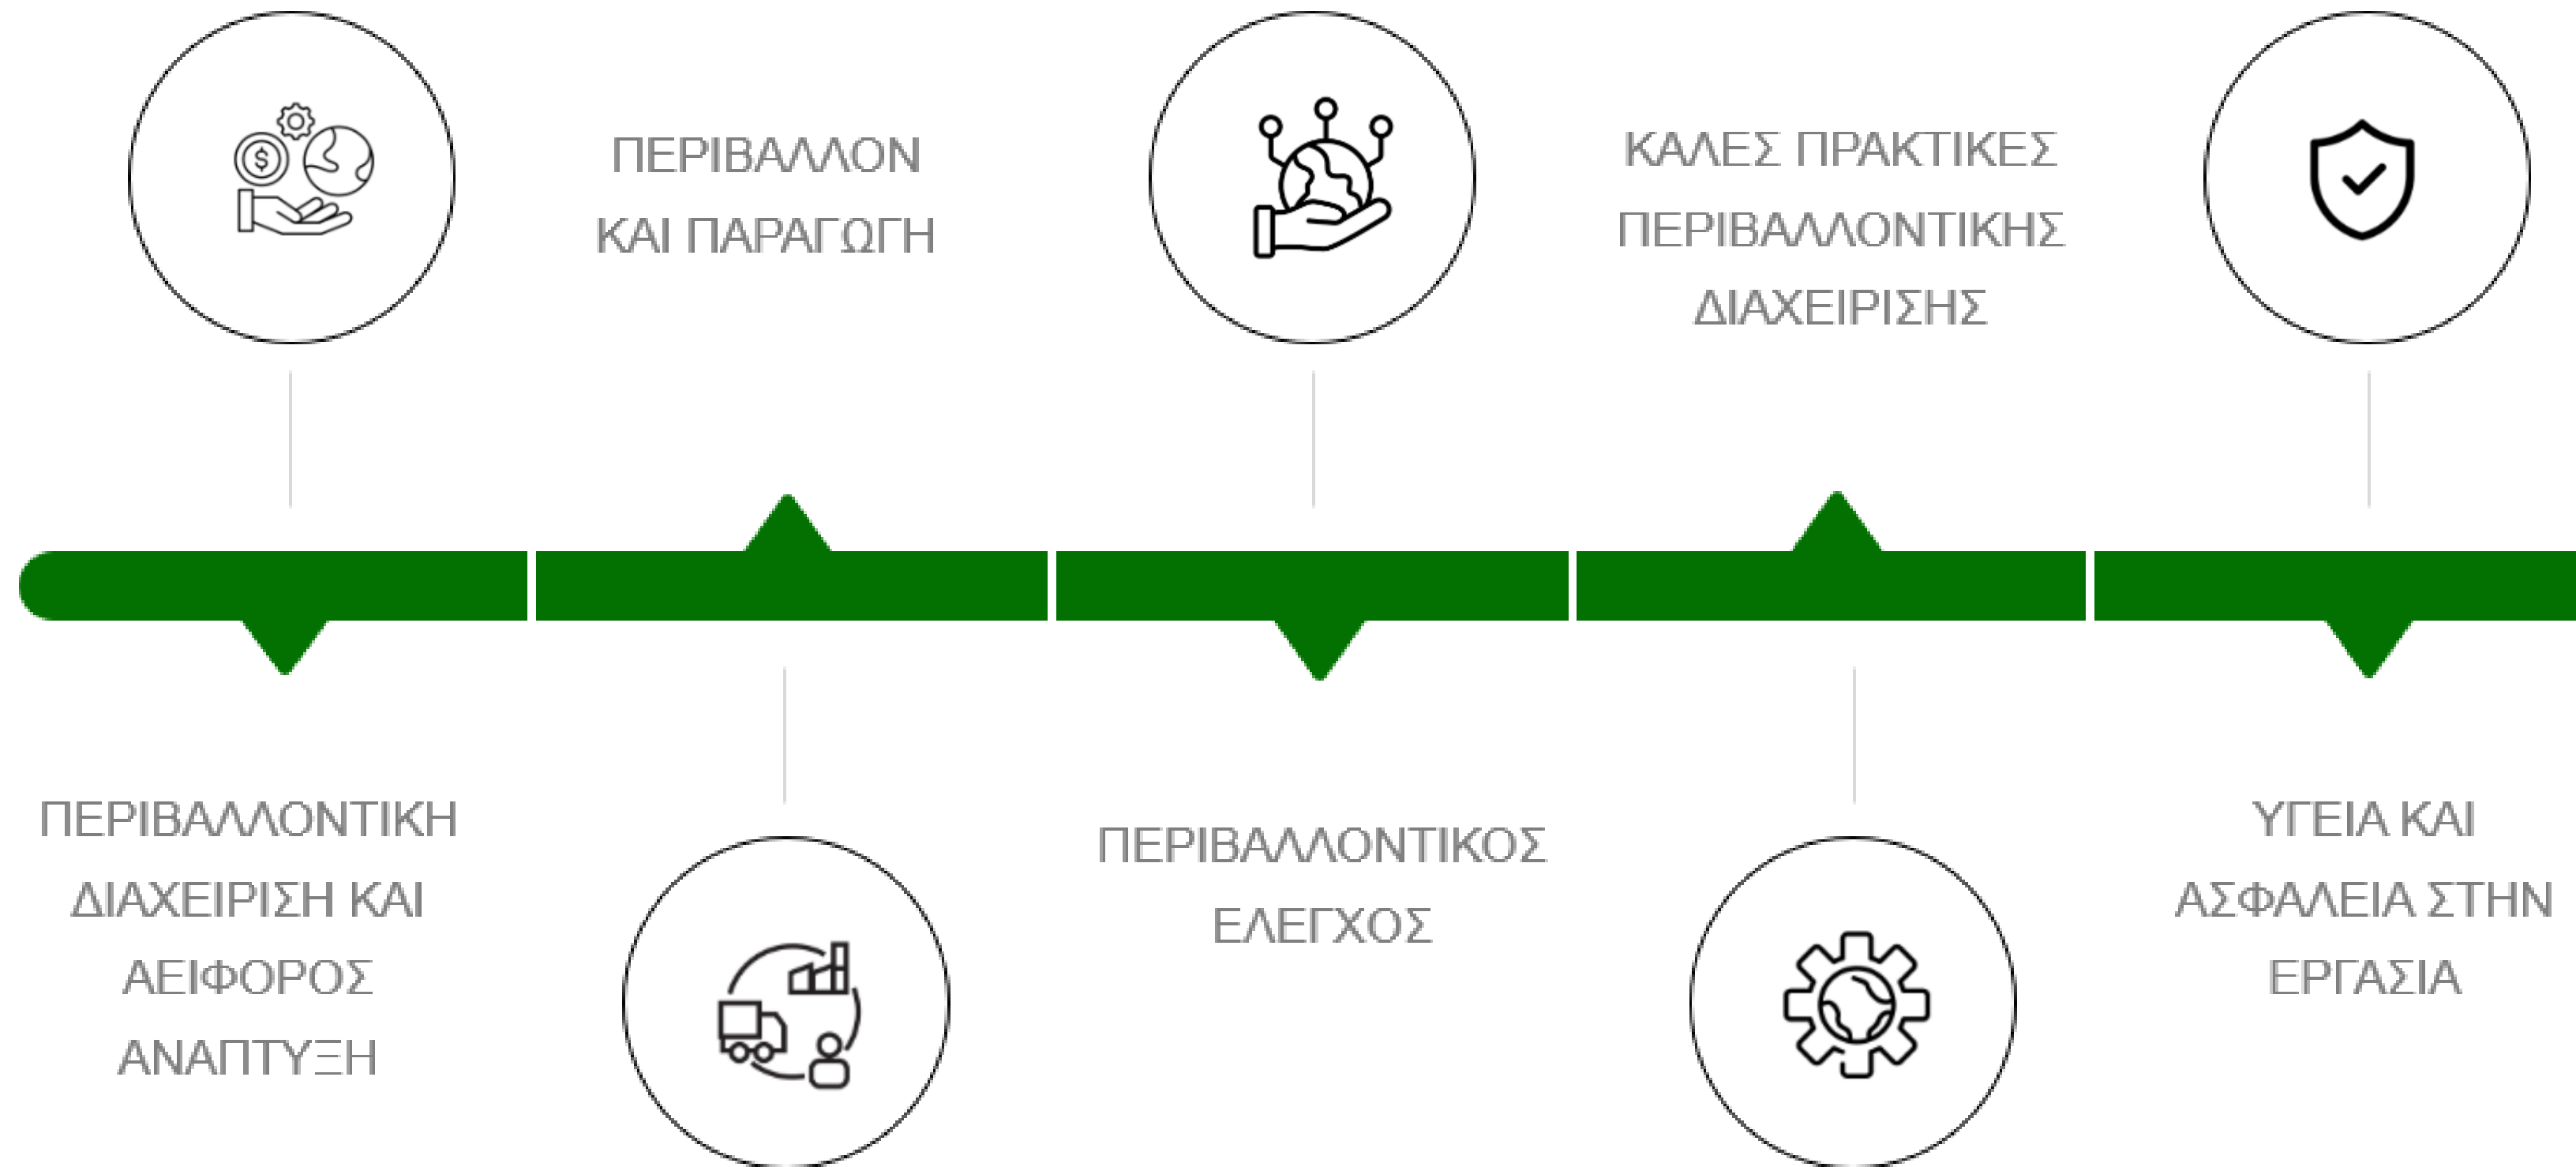 ΠΕΡΙΒΑΛΛΟΝΤΙΚΗ
ΔΙΑΧΕΙΡΙΣΗ ΚΑΙ
ΑΕΙΦΟΡΟΣ
ΑΝΑΠΤΥΞΗ
ΠΕΡΙΒΑΛΛΟΝ
ΚΑΙ ΠΑΡΑΓΩΓΗ
ΠΕΡΙΒΑΛΛΟΝΤΙΚΟΣ
ΕΛΕΓΧΟΣ
ΚΑΛΕΣ ΠΡΑΚΤΙΚΕΣ
ΠΕΡΙΒΑΛΛΟΝΤΙΚΗΣ
ΔΙΑΧΕΙΡΙΣΗΣ
ΥΓΕΙΑ ΚΑΙ
ΑΣΦΑΛΕΙΑ ΣΤΗΝ
ΕΡΓΑΣΙΑ